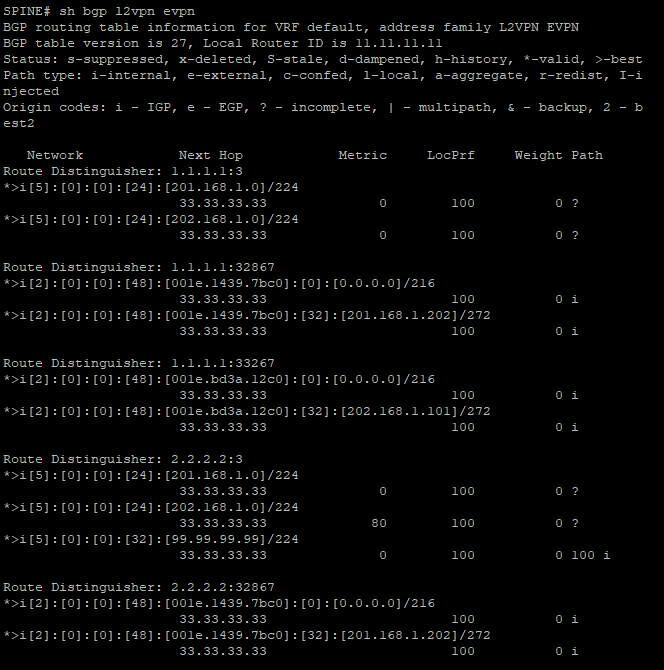 SPINE# sh bgp l2vpn evpn
BGP routing table information for VRF default, address family L2VPN EVPN
BGP table version is 27, Local Router ID is 11.11.11.11
Status: s-suppressed, x-deleted, S-stale, d-dampened, h-history, *-valid, >-best
Path type: i-internal, e-external, c-confed, l-local, a-aggregate, r-redist, I-i
njected
Origin codes: i - IGP, e - EGP, ? - incomplete, | - multipath, & - backup, 2 - b
est2
Network Next Hop Metric LocPrf Weight Path
Route Distinguisher: 1.1.1.1:3
*>i[5]:[0]:[0]:[24]:[201.168.1.0]/224
33.33.33.33 0 100 0 ?
*>i[5]:[0]:[0]:[24]:[202.168.1.0]/224
33.33.33.33 0 100 0 ?
Route Distinguisher: 1.1.1.1:32867
*>i[2]:[0]:[0]:[48]:[001e.1439.7bc0]:[0]:[0.0.0.0]/216
33.33.33.33 100 0 i
*>i[2]:[0]:[0]:[48]:[001e.1439.7bc0]:[32]:[201.168.1.202]/272
33.33.33.33 100 0 i
Route Distinguisher: 1.1.1.1:33267
*>i[2]:[0]:[0]:[48]:[001e.bd3a.12c0]:[0]:[0.0.0.0]/216
33.33.33.33 100 0 i
*>i[2]:[0]:[0]:[48]:[001e.bd3a.12c0]:[32]:[202.168.1.101]/272
33.33.33.33 100 0 i
Route Distinguisher: 2.2.2.2:3
*>i[5]:[0]:[0]:[24]:[201.168.1.0]/224
33.33.33.33 0 100 0 ?
*>i[5]:[0]:[0]:[24]:[202.168.1.0]/224
33.33.33.33 80 100 0 ?
*>i[5]:[0]:[0]:[32]:[99.99.99.99]/224
33.33.33.33 0 100 0 100 i
Route Distinguisher: 2.2.2.2:32867
*>i[2]:[0]:[0]:[48]:[001e.1439.7bc0]:[0]:[0.0.0.0]/216
33.33.33.33 100 0 i
*>i[2]:[0]:[0]:[48]:[001e.1439.7bc0]:[32]:[201.168.1.202]/272
33.33.33.33 100 0 i